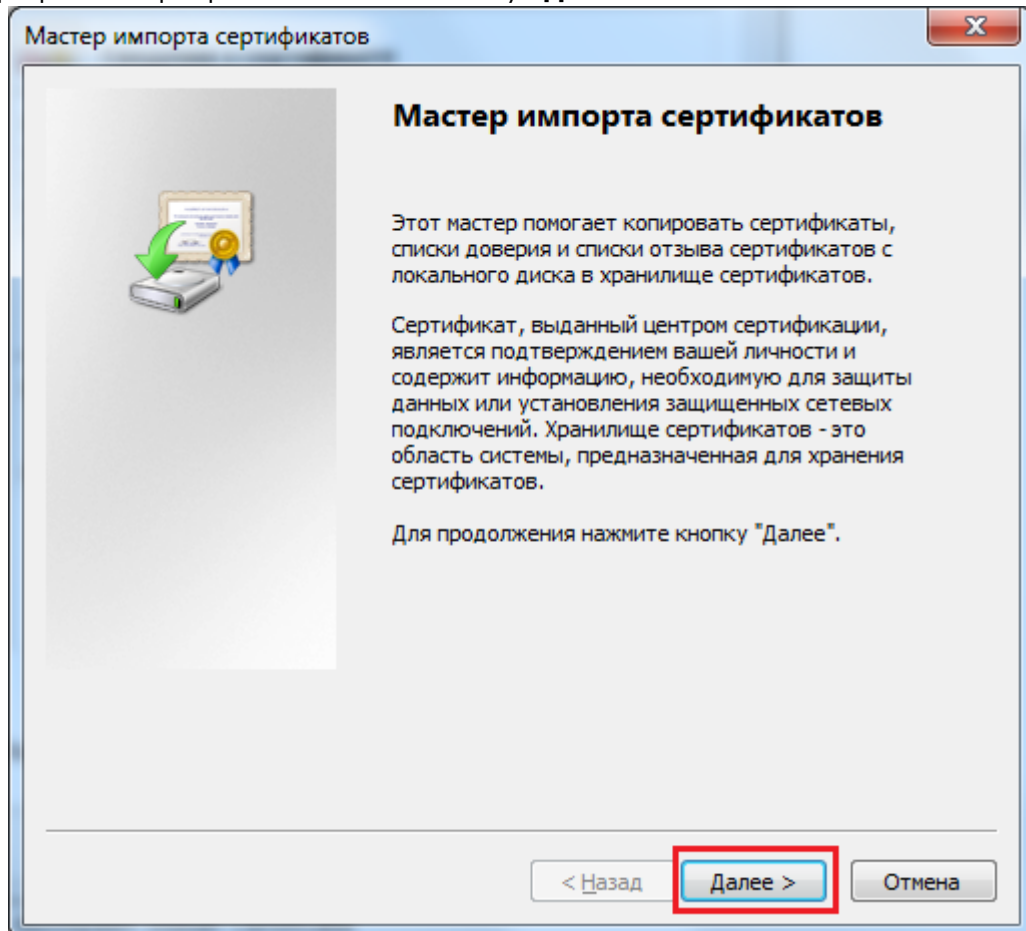 Мастер импорта сертификатов
Мастер импорта сертификатов
Этот мастер помогает копировать сертификаты,
списки доверия и списки отзыва сертификатов с
локального диска в хранилище сертификатов.
Сертификат, выданный центром сертификации,
является подтверждением вашей личности и
содержит информацию, необходимую для защиты
данных или установления защищенных сетевых
подключений. Хранилище сертификатов - это
область системы, предназначенная для хранения
сертификатов.
Для продолжения нажмите кнопку "Далее".
< Назад Далее > Отмена